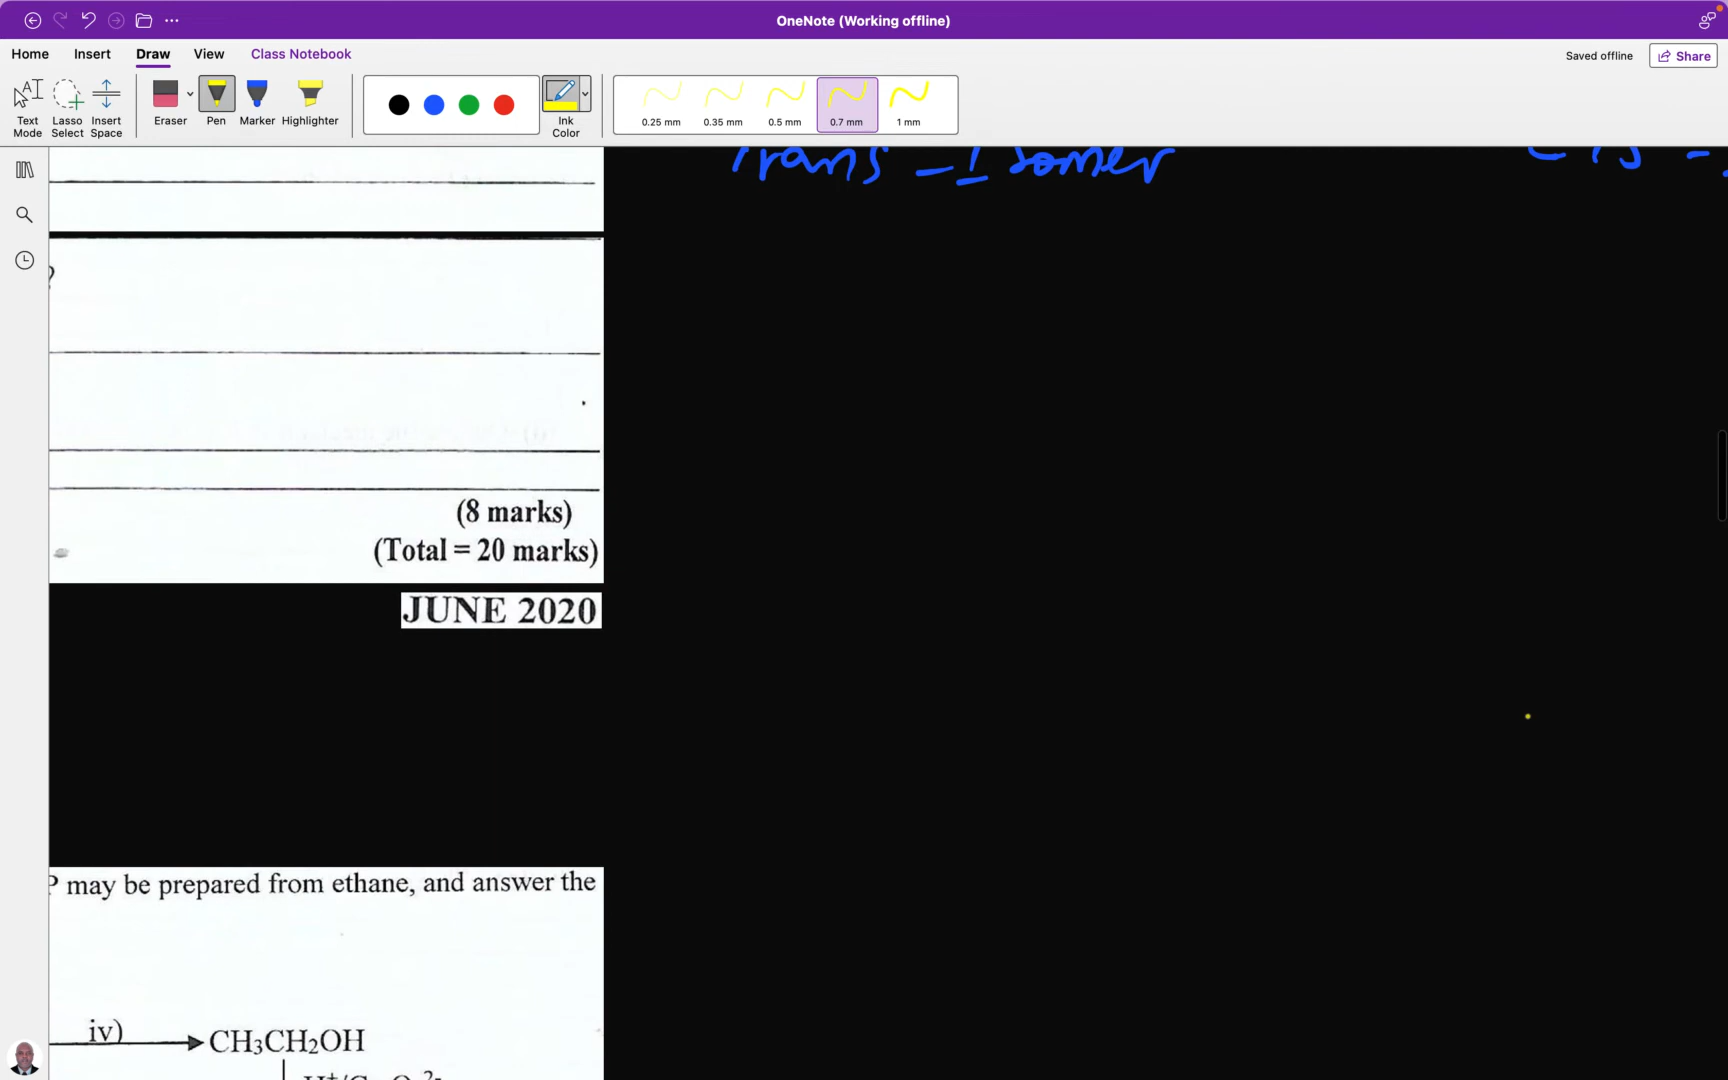 OneNote (Working offline)
Home Insert Draw View Class Notebook
Saved offline Share
Text Mode
Lasso Select
Insert Space
Eraser
Pen
Marker
Highlighter
Ink Color
0.25 mm 0.35 mm 0.5 mm 0.7 mm 1 mm
Trans - Isomer
Cis -
?
(8 marks)
(Total = 20 marks)
JUNE 2020
P may be prepared from ethane, and answer the
iv)
CH₃CH₂OH